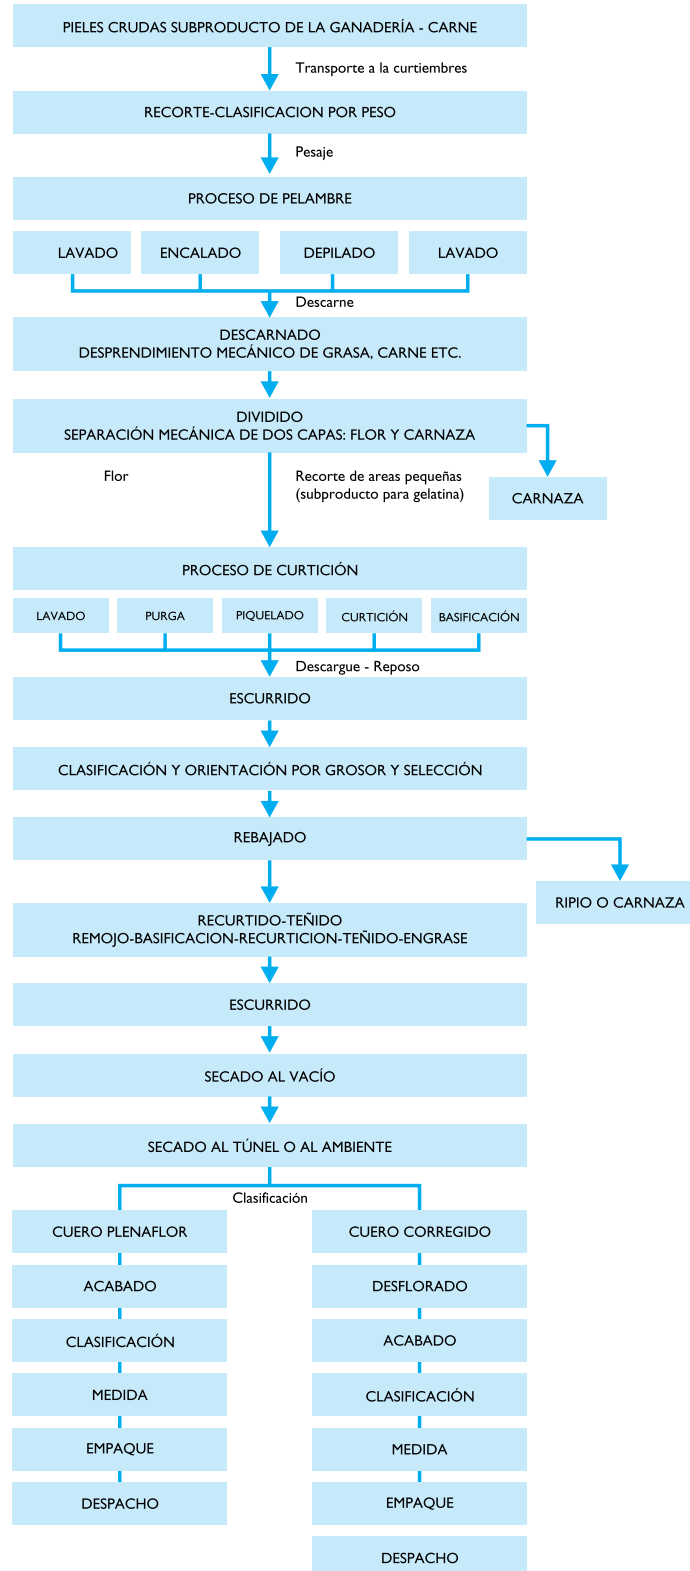 PIELES CRUDAS SUBPRODUCTO DE LA GANADERÍA - CARNE
Transporte a la curtiembres
RECORTE-CLASIFICACION POR PESO
Pesaje
PROCESO DE PELAMBRE
LAVADO
ENCALADO
DEPILADO
LAVADO
Descarne
DESCARNADO
DESPRENDIMIENTO MECÁNICO DE GRASA, CARNE ETC.
DIVIDIDO
SEPARACIÓN MECÁNICA DE DOS CAPAS: FLOR Y CARNAZA
Flor
Recorte de areas pequeñas
(subproducto para gelatina)
CARNAZA
PROCESO DE CURTICIÓN
LAVADO
PURGA
PIQUELADO
CURTICIÓN
BASIFICACIÓN
Descargue - Reposo
ESCURRIDO
CLASIFICACIÓN Y ORIENTACIÓN POR GROSOR Y SELECCIÓN
REBAJADO
RIPIO O CARNAZA
RECURTIDO-TEÑIDO
REMOJO-BASIFICACION-RECURTICION-TEÑIDO-ENGRASE
ESCURRIDO
SECADO AL VACÍO
SECADO AL TÚNEL O AL AMBIENTE
Clasificación
CUERO PLENAFLOR
ACABADO
CLASIFICACIÓN
MEDIDA
EMPAQUE
DESPACHO
CUERO CORREGIDO
DESFLORADO
ACABADO
CLASIFICACIÓN
MEDIDA
EMPAQUE
DESPACHO